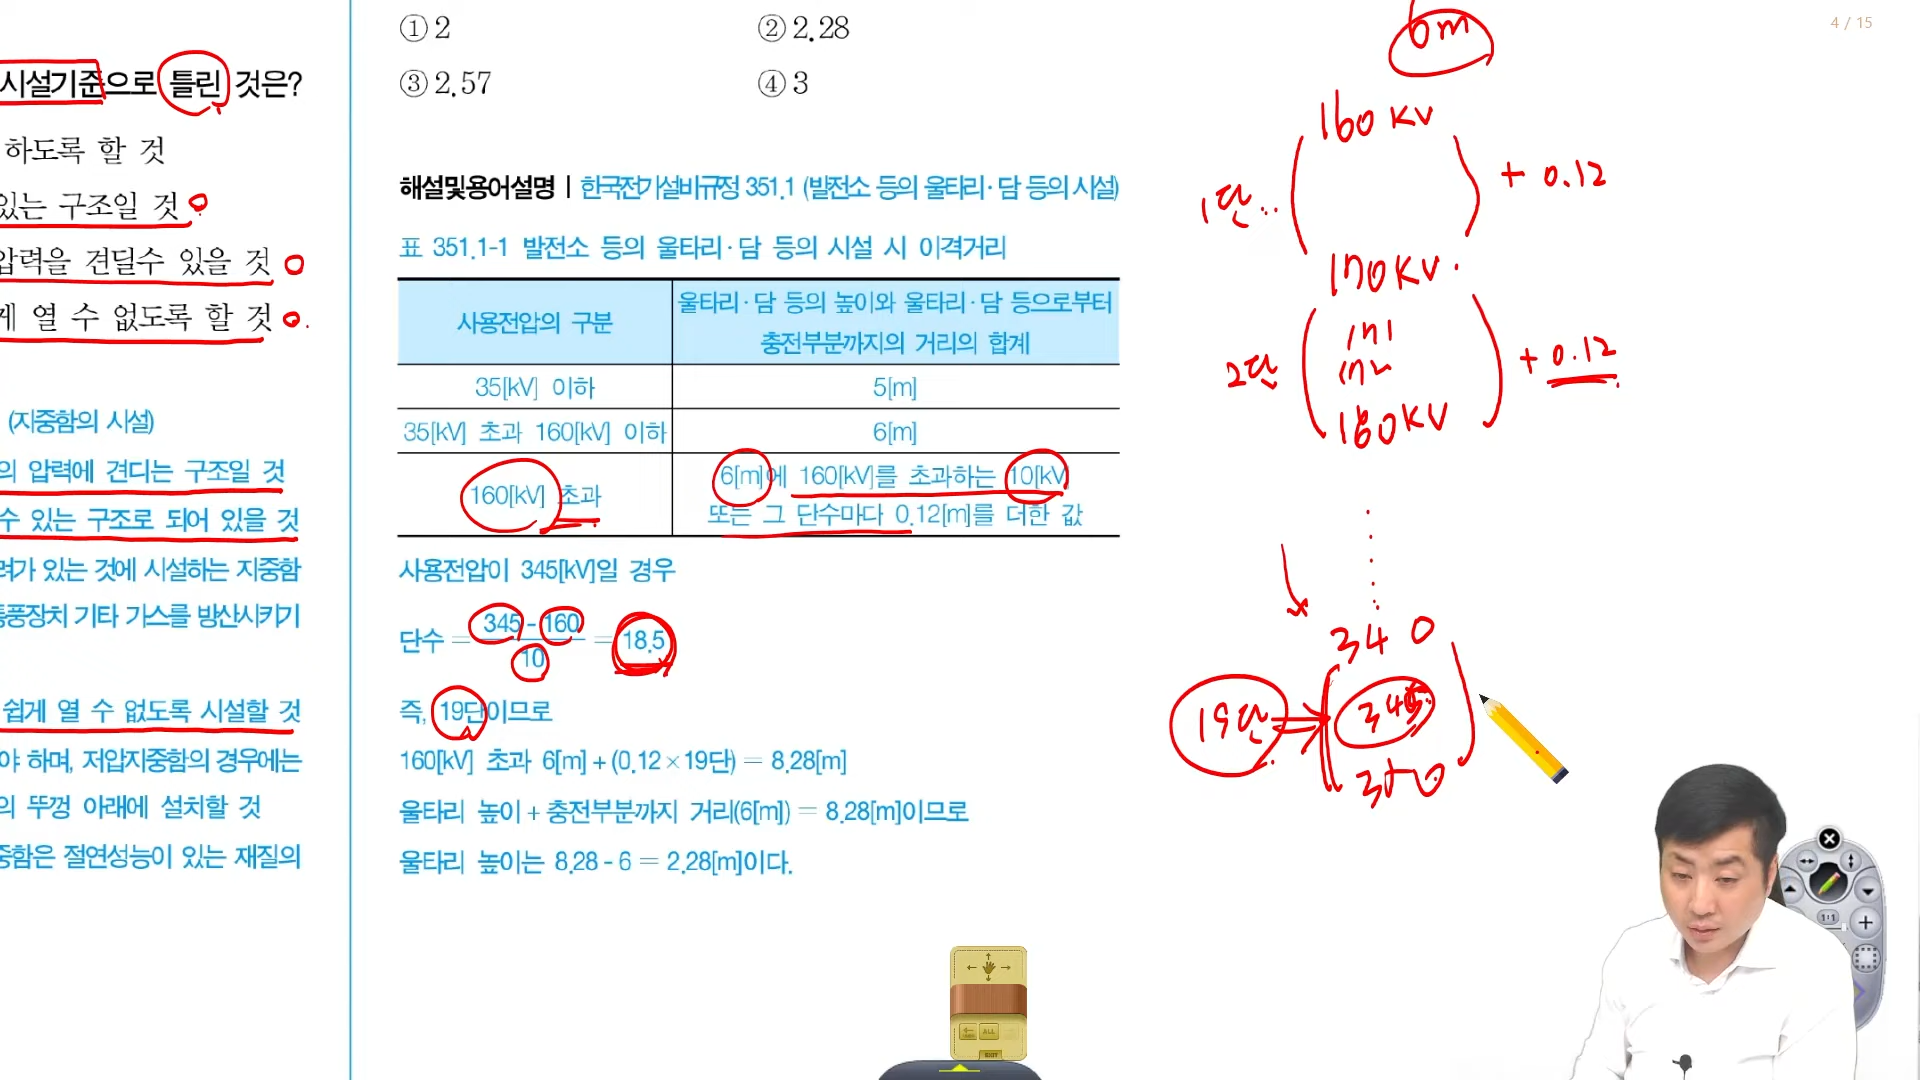 4 / 15
시설기준으로 틀린 것은?
하도록 할 것
있는 구조일 것
압력을 견딜수 있을 것
게 열 수 없도록 할 것
(지중함의 시설)
의 압력에 견디는 구조일 것
수 있는 구조로 되어 있을 것
려가 있는 것에 시설하는 지중함
통풍장치 기타 가스를 방산시키기
쉽게 열 수 없도록 시설할 것
야 하며, 저압지중함의 경우에는
의 뚜껑 아래에 설치할 것
중함은 절연성능이 있는 재질의
① 2 ② 2.28
③ 2.57 ④ 3
해설및용어설명 | 한국전기설비규정 351.1 (발전소 등의 울타리·담 등의 시설)
표 351.1-1 발전소 등의 울타리·담 등의 시설 시 이격거리
사용전압의 구분
울타리·담 등의 높이와 울타리·담 등으로부터
충전부분까지의 거리의 합계
35[kV] 이하 5[m]
35[kV] 초과 160[kV] 이하 6[m]
160[kV] 초과
6[m]에 160[kV]를 초과하는 10[kV]
또는 그 단수마다 0.12[m]를 더한 값
사용전압이 345[kV]일 경우
단수 = 345-160 / 10 = 18.5
즉, 19단이므로
160[kV] 초과 6[m]+(0.12×19단) = 8.28[m]
울타리 높이+충전부분까지 거리(6[m]) = 8.28[m]이므로
울타리 높이는 8.28-6 = 2.28[m]이다.
6m
160KV
1단 + 0.12
170KV
171
172
2단 + 0.12
180KV
340
19단 345
350
ALL
EXIT
1:1